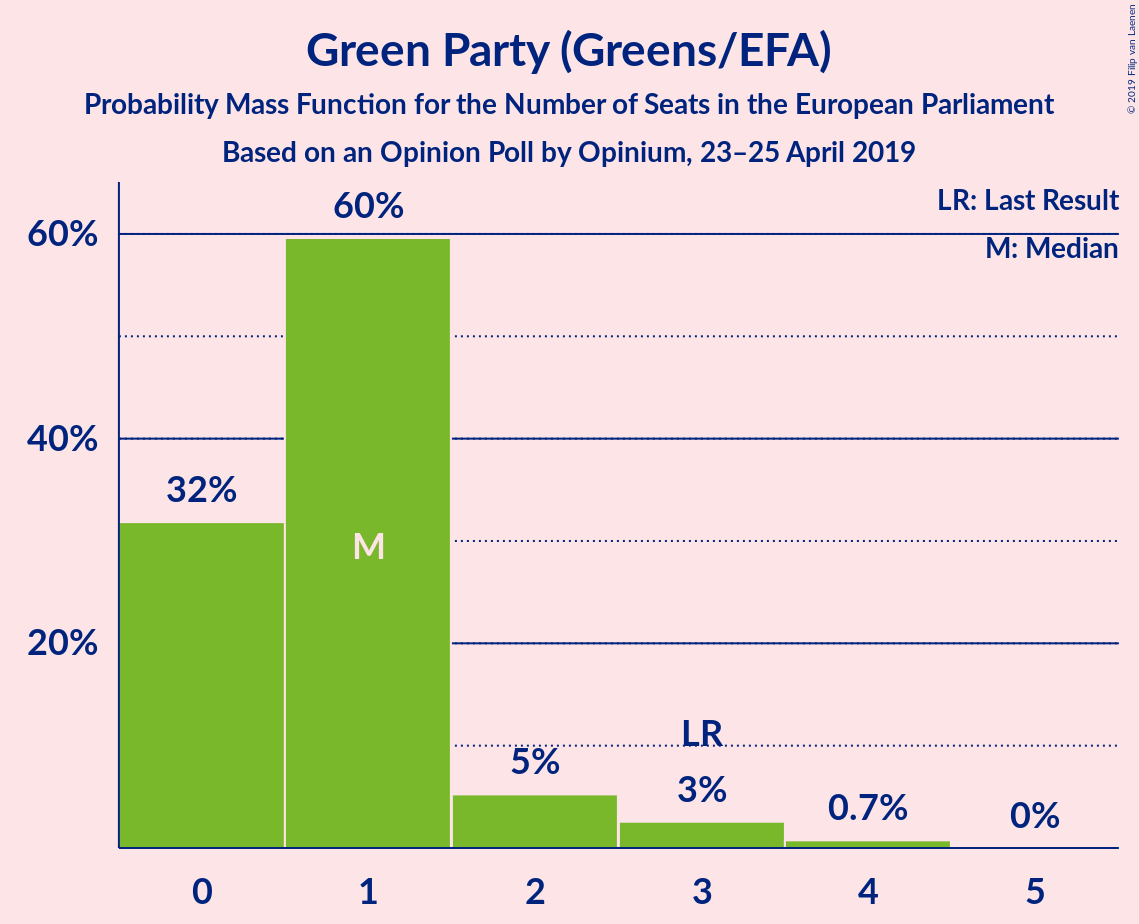 Green Party (Greens/EFA)
Probability Mass Function for the Number of Seats in the European Parliament
Based on an Opinion Poll by Opinium, 23–25 April 2019
© 2019 Filip van Laenen
LR: Last Result
M: Median
60%
40%
20%
32%
60%
M
5%
LR
3%
0.7%
0%
0 1 2 3 4 5